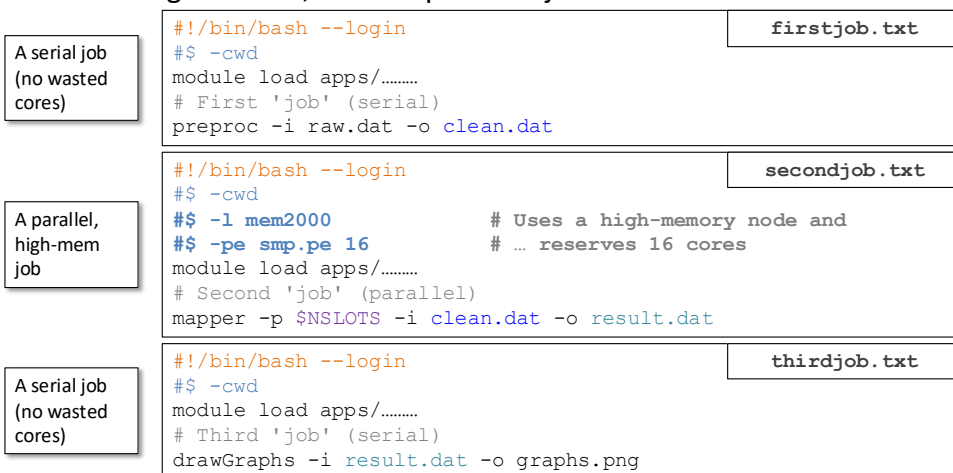 #!/bin/bash --login
firstjob.txt
A serial job
(no wasted
cores)
#$ -cwd
module load apps/………
# First 'job' (serial)
preproc -i raw.dat -o clean.dat
#!/bin/bash --login
secondjob.txt
#$ -cwd
A parallel,
high-mem
job
#$ -l mem2000 # Uses a high-memory node and
#$ -pe smp.pe 16 # … reserves 16 cores
module load apps/………
# Second 'job' (parallel)
mapper -p $NSLOTS -i clean.dat -o result.dat
#!/bin/bash --login
thirdjob.txt
A serial job
(no wasted
cores)
#$ -cwd
module load apps/………
# Third 'job' (serial)
drawGraphs -i result.dat -o graphs.png